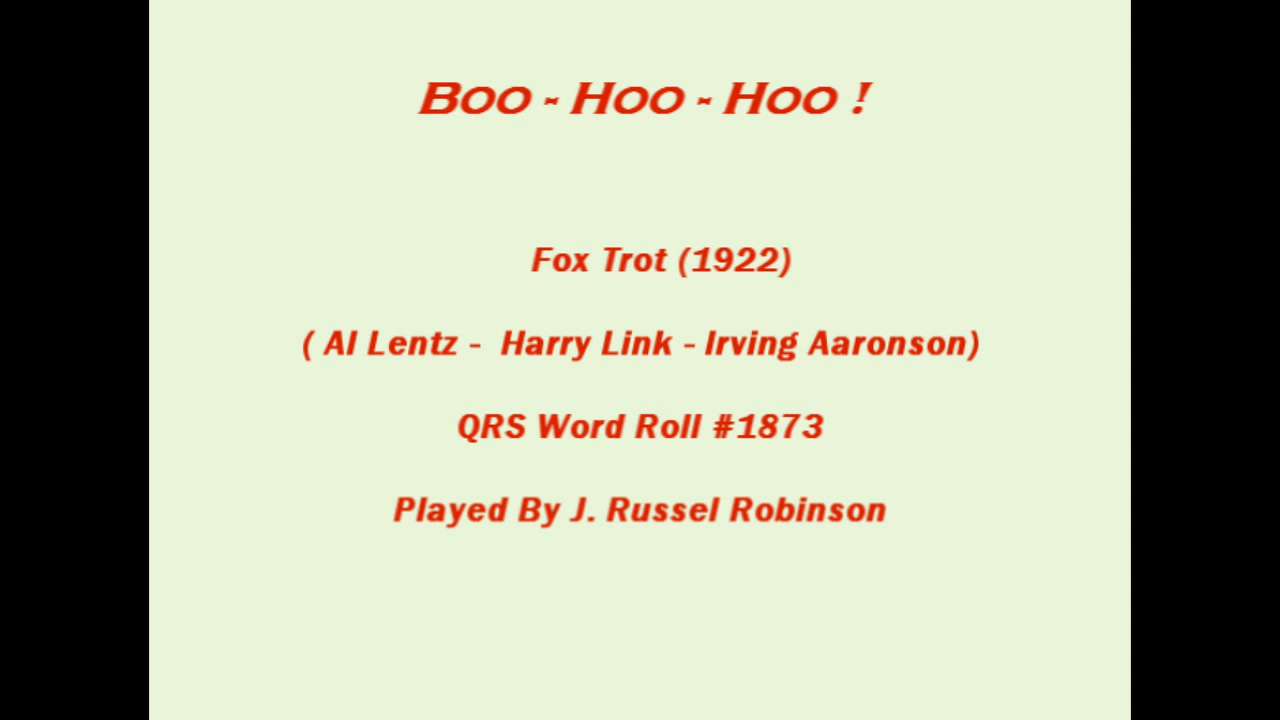 Boo - Hoo - Hoo !
Fox Trot (1922)
( Al Lentz -  Harry Link - Irving Aaronson)
QRS Word Roll #1873
Played By J. Russel Robinson